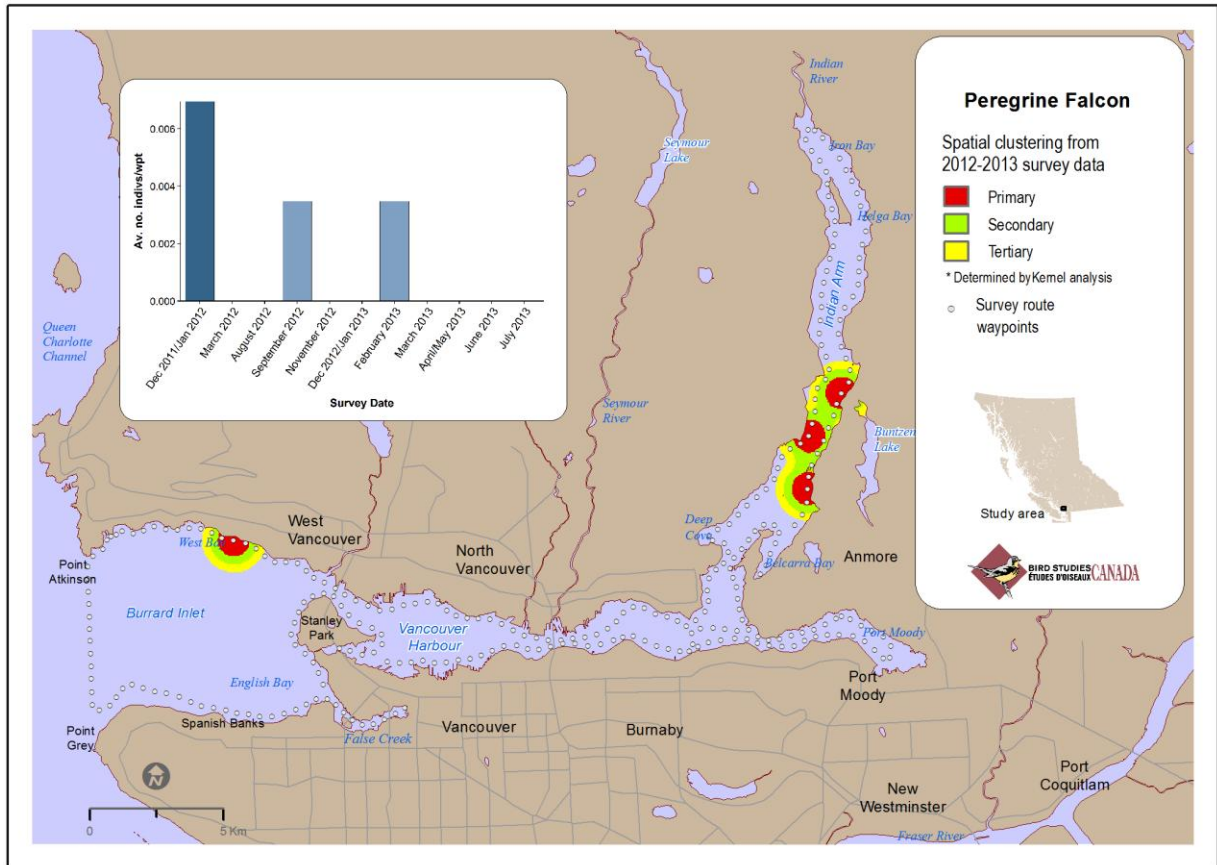 Peregrine Falcon
Spatial clustering from
2012-2013 survey data
Primary
Secondary
Tertiary
* Determined by Kernel analysis
Survey route
waypoints
Study area
BIRD STUDIES
ÉTUDES D'OISEAUX
CANADA
Av. no. indivs/wpt
0.006
0.004
0.002
0.000
Dec 2011/Jan 2012
March 2012
August 2012
September 2012
November 2012
Dec 2012/Jan 2013
February 2013
March 2013
April/May 2013
June 2013
July 2013
Survey Date
Indian
River
Iron Bay
Seymour
Lake
Helga Bay
Indian Arm
Queen
Charlotte
Channel
Seymour
River
Buntzen
Lake
Deep
Cove
West
Vancouver
West Bay
North
Vancouver
Anmore
Belcarra Bay
Point
Atkinson
Burrard Inlet
Stanley
Park
Vancouver
Harbour
Port Moody
English Bay
Port
Moody
Spanish Banks
Vancouver
Burnaby
Point
Grey
False Creek
Port
Coquitlam
New
Westminster
Fraser River
N
0
5 Km